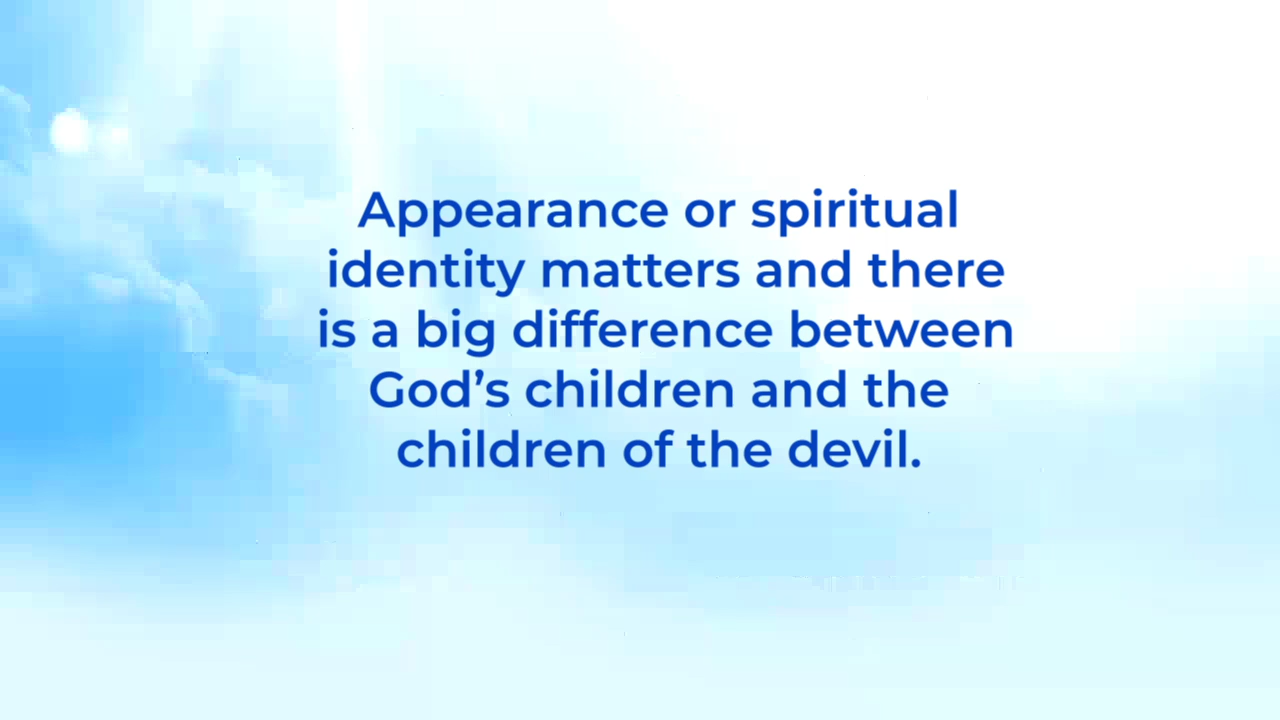 Appearance or spiritual
identity matters and there
is a big difference between
God’s children and the
children of the devil.